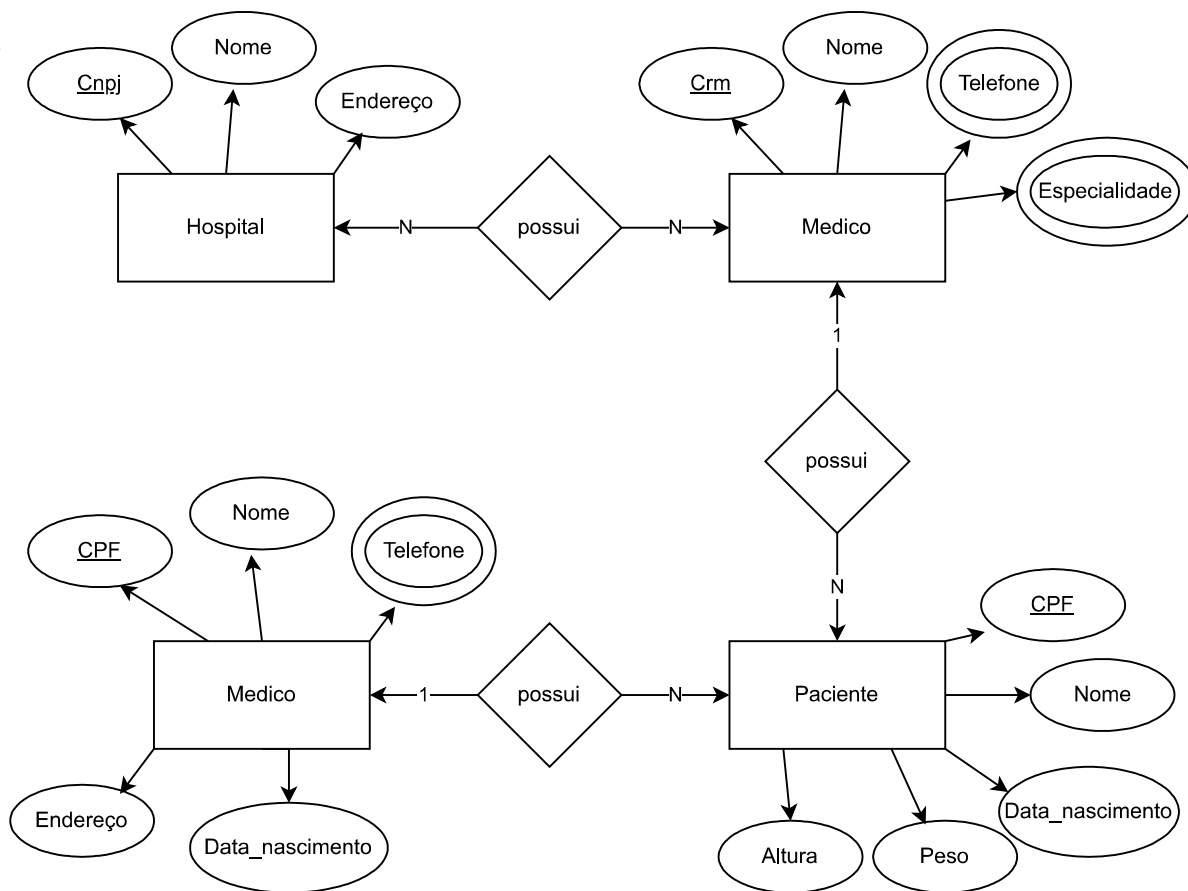 Nome
Cnpj
Endereço
Hospital
N
possui
N
Nome
Crm
Telefone
Especialidade
Medico
1
possui
N
Nome
CPF
Telefone
Medico
1
possui
N
Endereço
Data_nascimento
CPF
Paciente
Nome
Data_nascimento
Altura
Peso